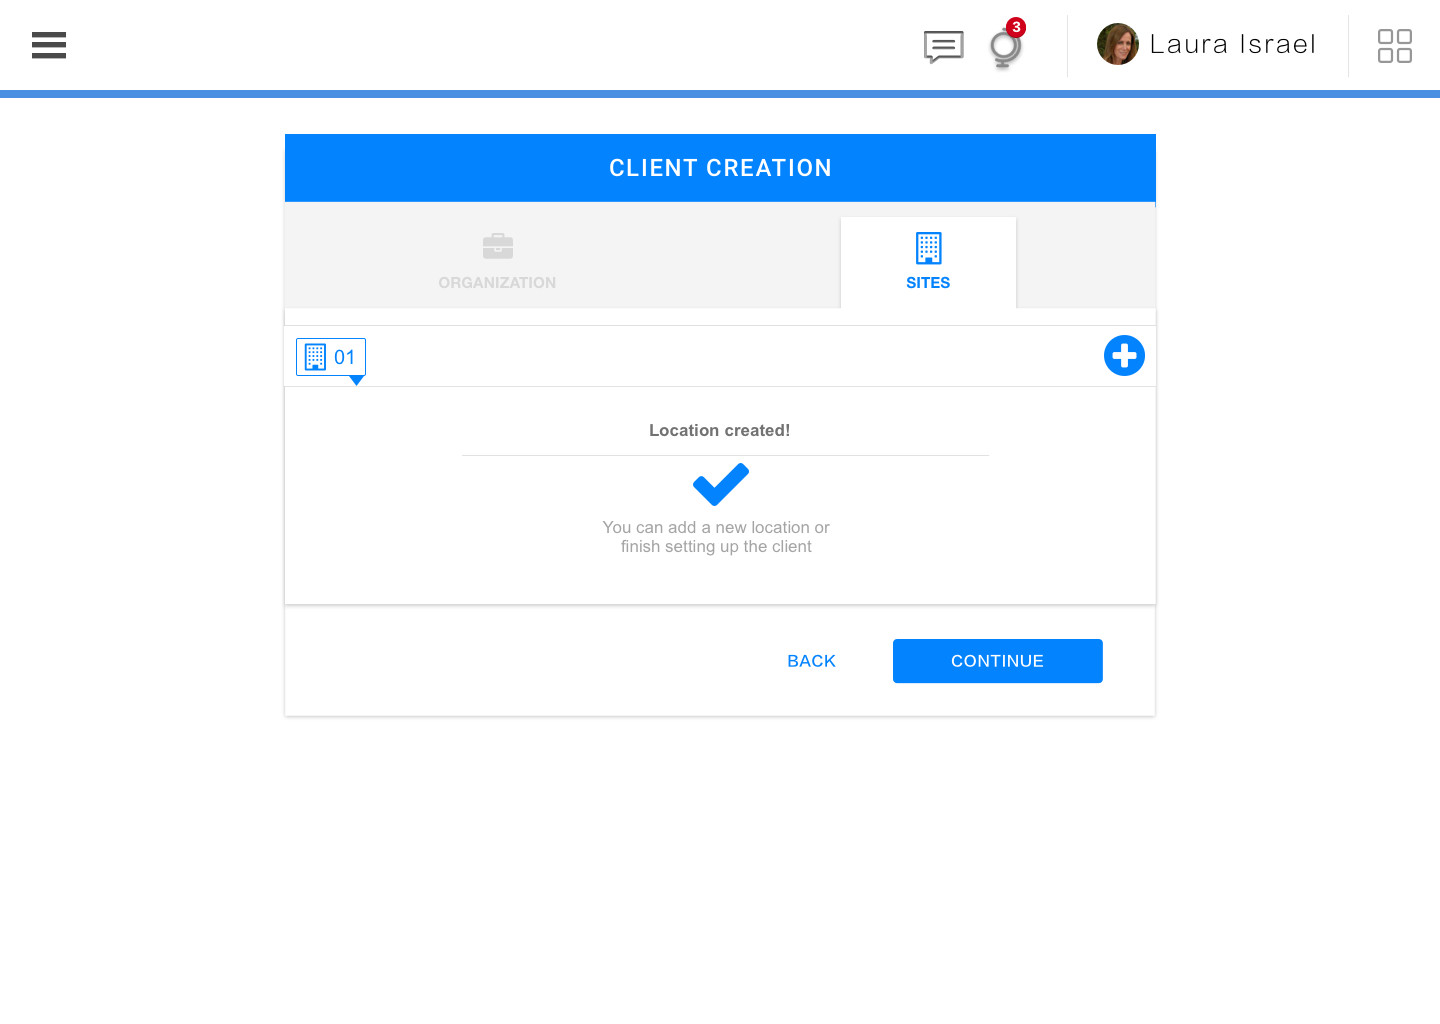 3
Laura Israel
CLIENT CREATION
ORGANIZATION
SITES
01
Location created!
You can add a new location or
finish setting up the client
BACK
CONTINUE